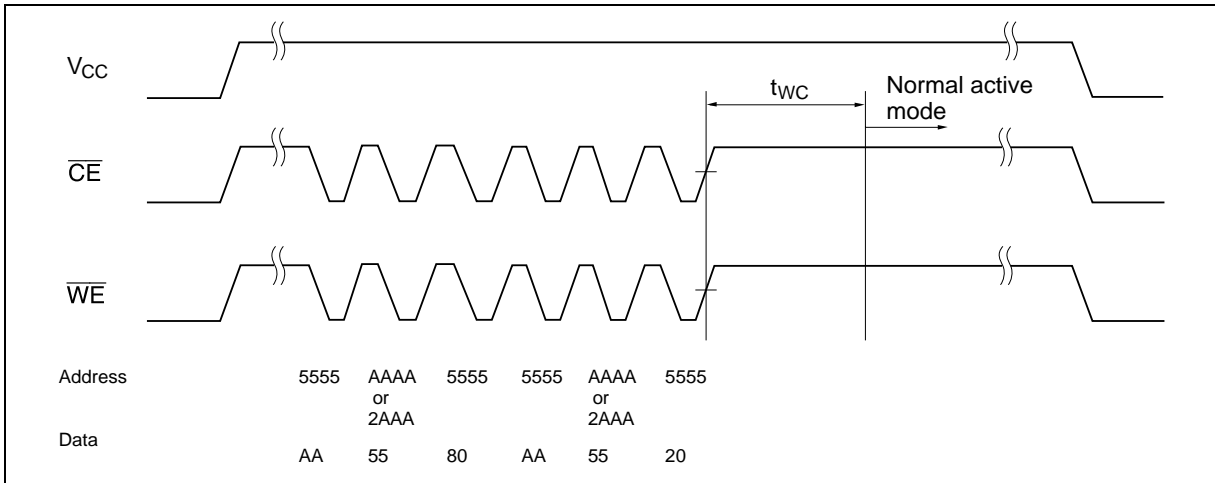 VCC
tWC
Normal active
mode
CE
WE
Address 5555 AAAA 5555 5555 AAAA 5555
or or
2AAA 2AAA
Data
AA 55 80 AA 55 20